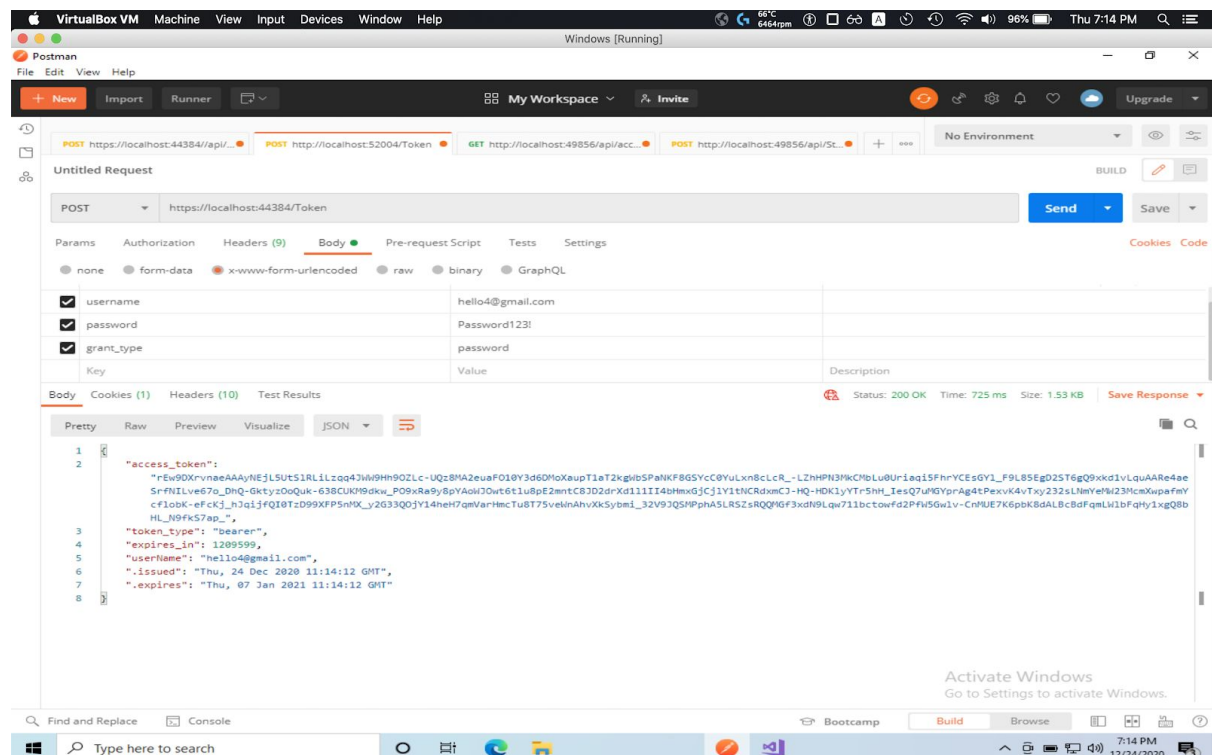 VirtualBox VM Machine View Input Devices Window Help 66°C 6464rpm A 96% Thu 7:14 PM
Windows [Running]
Postman
File Edit View Help
+ New Import Runner My Workspace Invite Upgrade
POST https://localhost:44384//api/... POST http://localhost:52004/Token GET http://localhost:49856/api/acc... POST http://localhost:49856/api/St... + No Environment
Untitled Request BUILD
POST https://localhost:44384/Token Send Save
Params Authorization Headers (9) Body Pre-request Script Tests Settings Cookies Code
none form-data x-www-form-urlencoded raw binary GraphQL
username hello4@gmail.com
password Password123!
grant_type password
Key Value Description
Body Cookies (1) Headers (10) Test Results Status: 200 OK Time: 725 ms Size: 1.53 KB Save Response
Pretty Raw Preview Visualize JSON
1 {
2 "access_token":
3 "token_type": "bearer",
4 "expires_in": 1209599,
5 "userName": "hello4@gmail.com",
6 ".issued": "Thu, 24 Dec 2020 11:14:12 GMT",
7 ".expires": "Thu, 07 Jan 2021 11:14:12 GMT"
8 }
Activate Windows
Go to Settings to activate Windows.
Find and Replace Console Bootcamp Build Browse
Type here to search 7:14 PM
12/24/2020